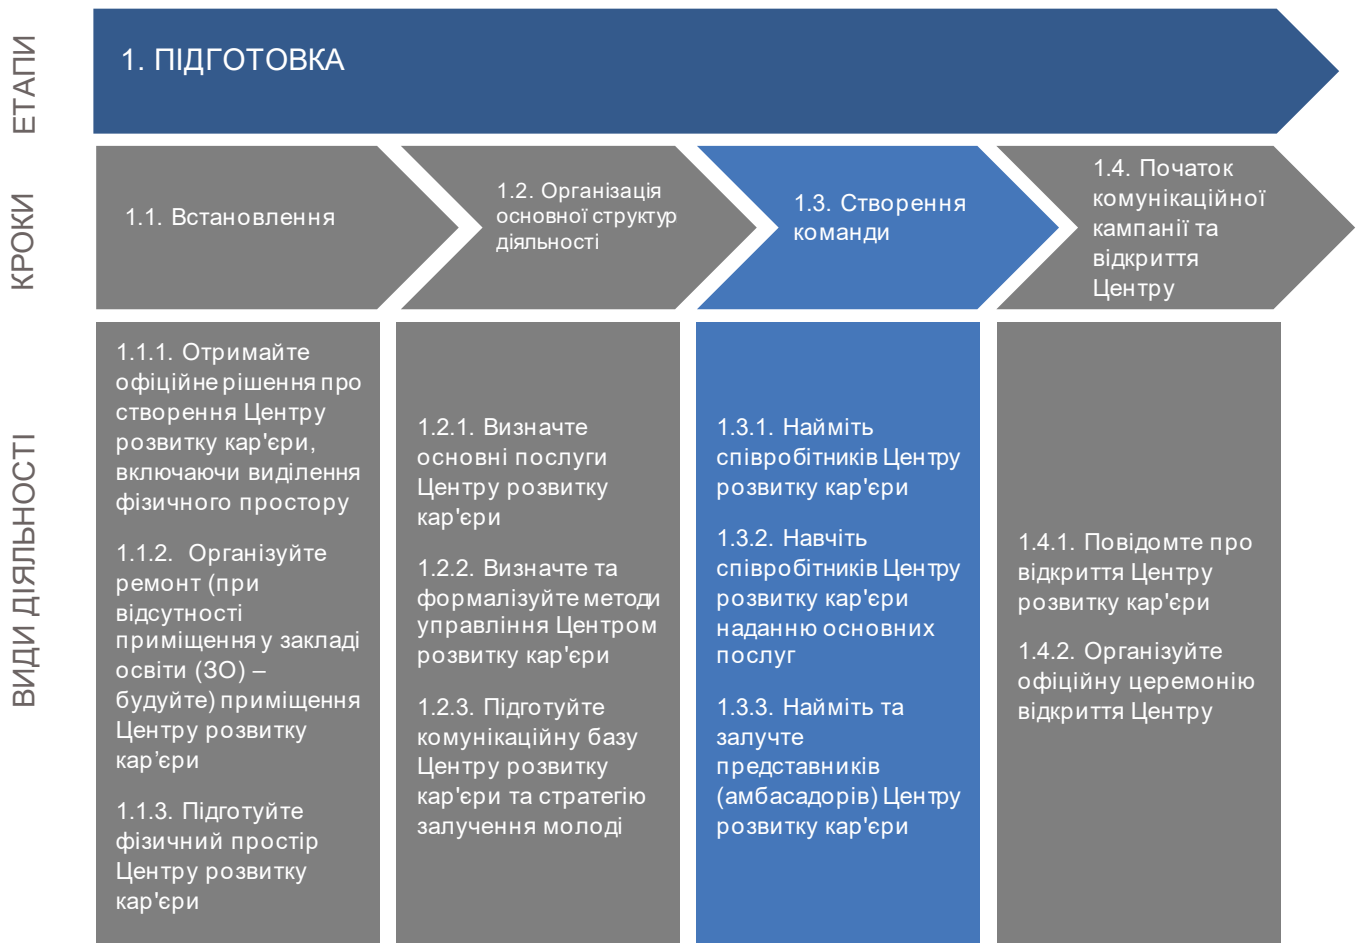 ЕТАПИ
1. ПІДГОТОВКА
КРОКИ
1.1. Встановлення
1.2. Організація
основної структур
діяльності
1.3. Створення
команди
1.4. Початок
комунікаційної
кампанії та
відкриття
Центру
ВИДИ ДІЯЛЬНОСТІ
1.1.1. Отримайте
офіційне рішення про
створення Центру
розвитку кар'єри,
включаючи виділення
фізичного простору
1.1.2. Організуйте
ремонт (при
відсутності
приміщення у закладі
освіти (ЗО) –
будуйте) приміщення
Центру розвитку
кар’єри
1.1.3. Підготуйте
фізичний простір
Центру розвитку
кар'єри
1.2.1. Визначте
основні послуги
Центру розвитку
кар'єри
1.2.2. Визначте та
формалізуйте методи
управління Центром
розвитку кар'єри
1.2.3. Підготуйте
комунікаційну базу
Центру розвитку
кар'єри та стратегію
залучення молоді
1.3.1. Найміть
співробітників Центру
розвитку кар'єри
1.3.2. Навчіть
співробітників Центру
розвитку кар'єри
наданню основних
послуг
1.3.3. Найміть та
залучте
представників
(амбасадорів) Центру
розвитку кар'єри
1.4.1. Повідомте про
відкриття Центру
розвитку кар'єри
1.4.2. Організуйте
офіційну церемонію
відкриття Центру